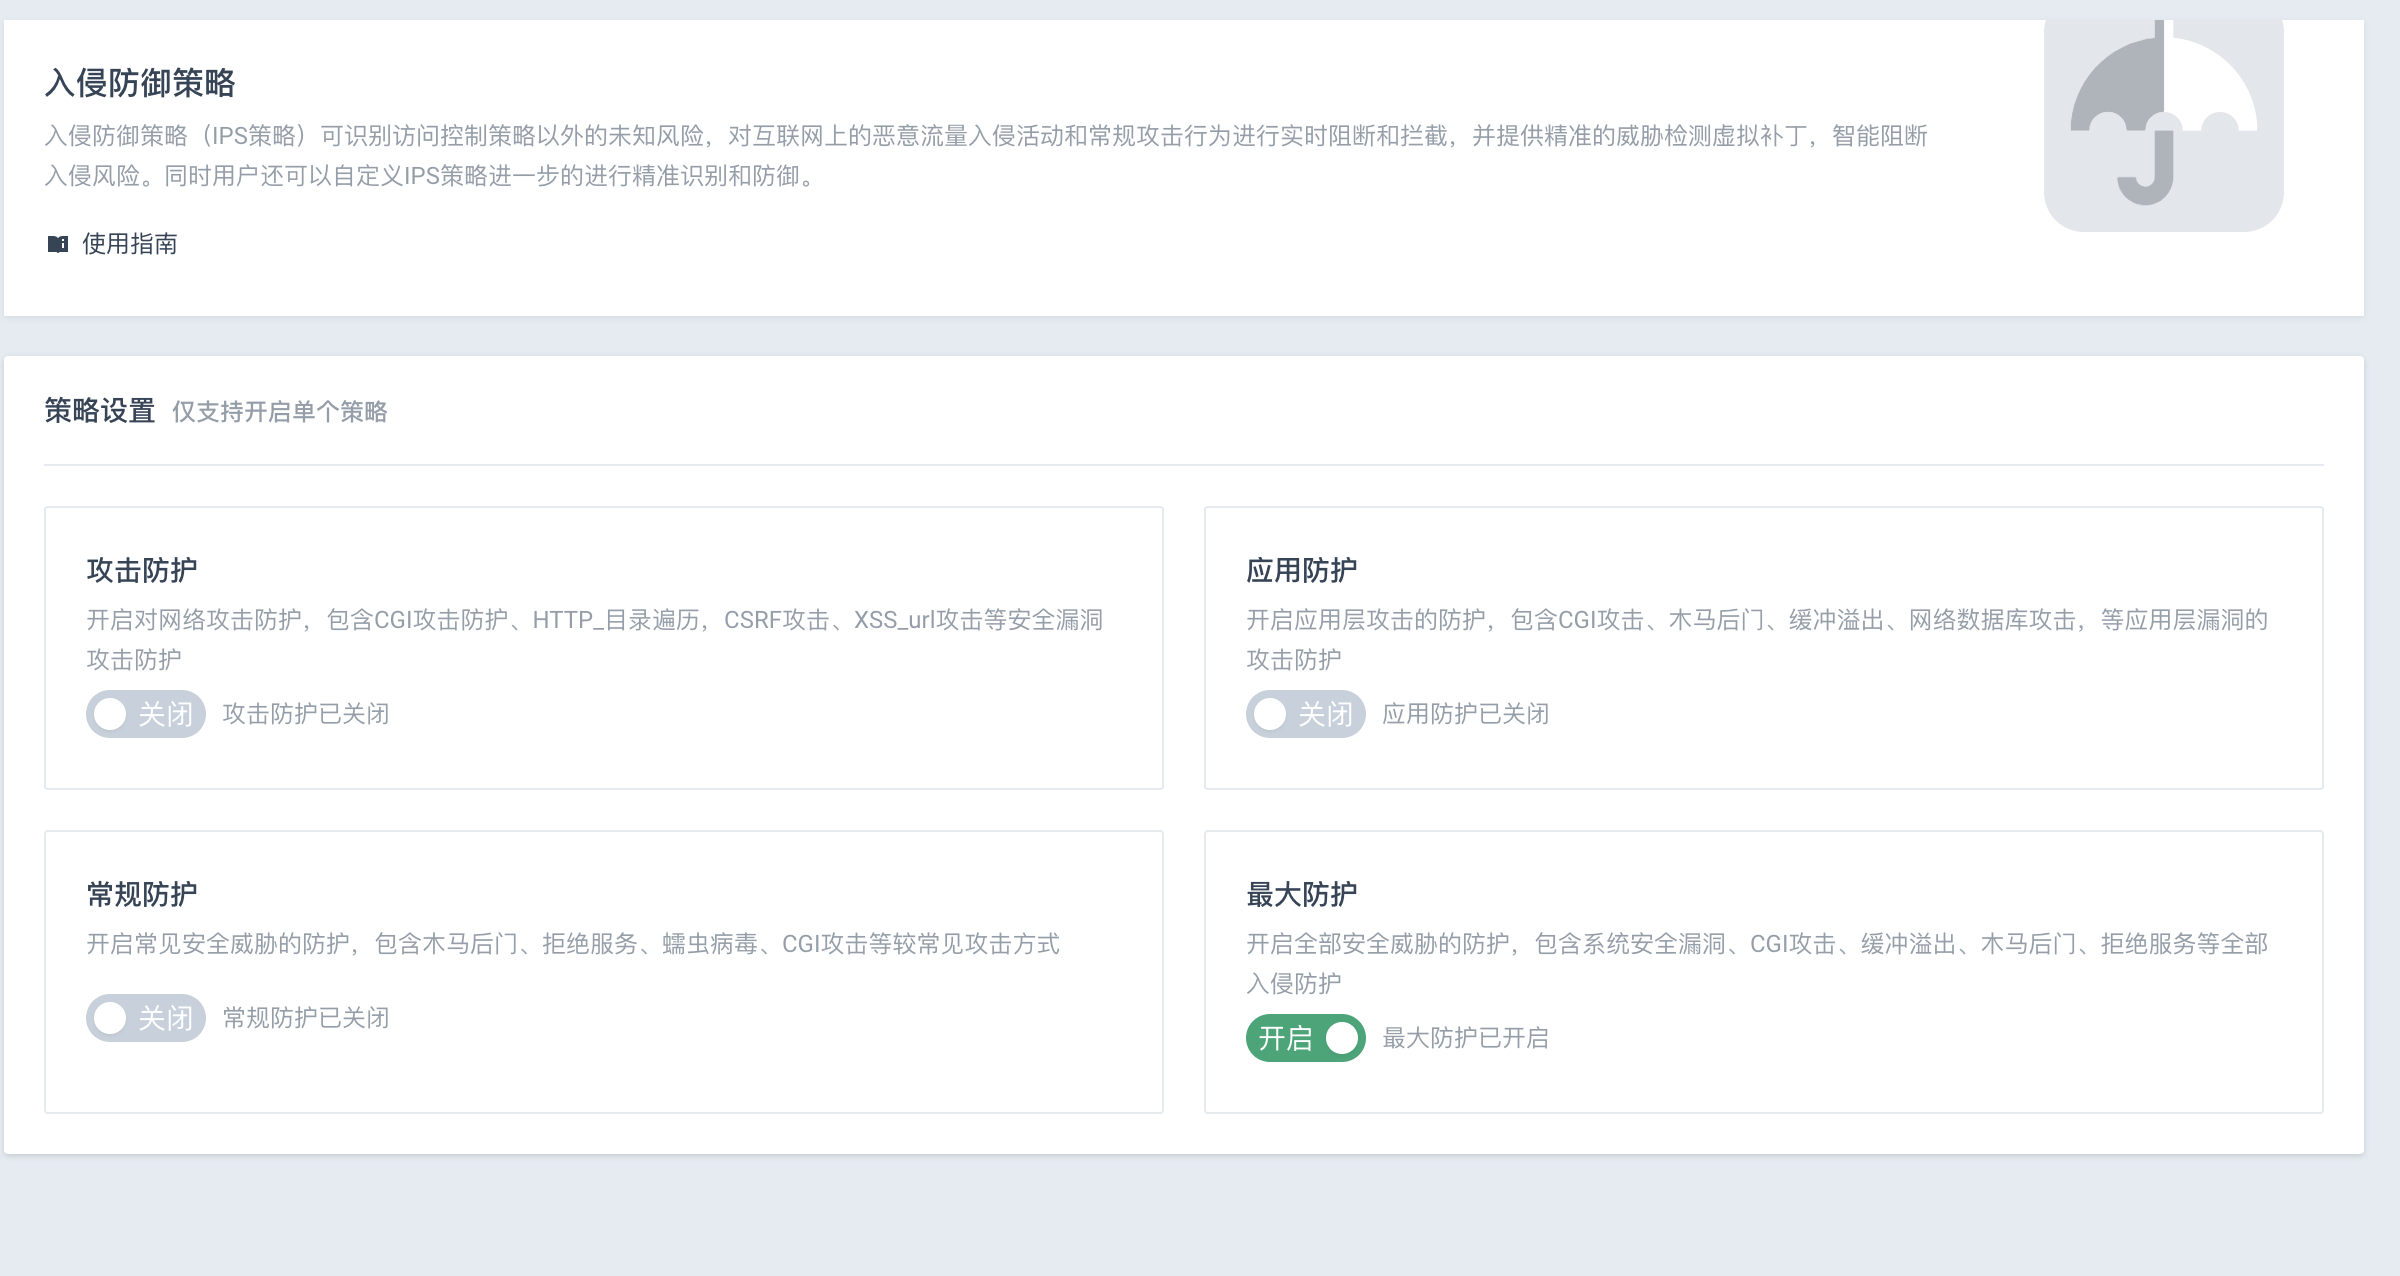 入侵防御策略
入侵防御策略（IPS策略）可识别访问控制策略以外的未知风险，对互联网上的恶意流量入侵活动和常规攻击行为进行实时阻断和拦截，并提供精准的威胁检测虚拟补丁，智能阻断
入侵风险。同时用户还可以自定义IPS策略进一步的进行精准识别和防御。
使用指南
策略设置 仅支持开启单个策略
攻击防护
开启对网络攻击防护，包含CGI攻击防护、HTTP_目录遍历，CSRF攻击、XSS_url攻击等安全漏洞
攻击防护
关闭 攻击防护已关闭
应用防护
开启应用层攻击的防护，包含CGI攻击、木马后门、缓冲溢出、网络数据库攻击，等应用层漏洞的
攻击防护
关闭 应用防护已关闭
常规防护
开启常见安全威胁的防护，包含木马后门、拒绝服务、蠕虫病毒、CGI攻击等较常见攻击方式
关闭 常规防护已关闭
最大防护
开启全部安全威胁的防护，包含系统安全漏洞、CGI攻击、缓冲溢出、木马后门、拒绝服务等全部
入侵防护
开启 最大防护已开启